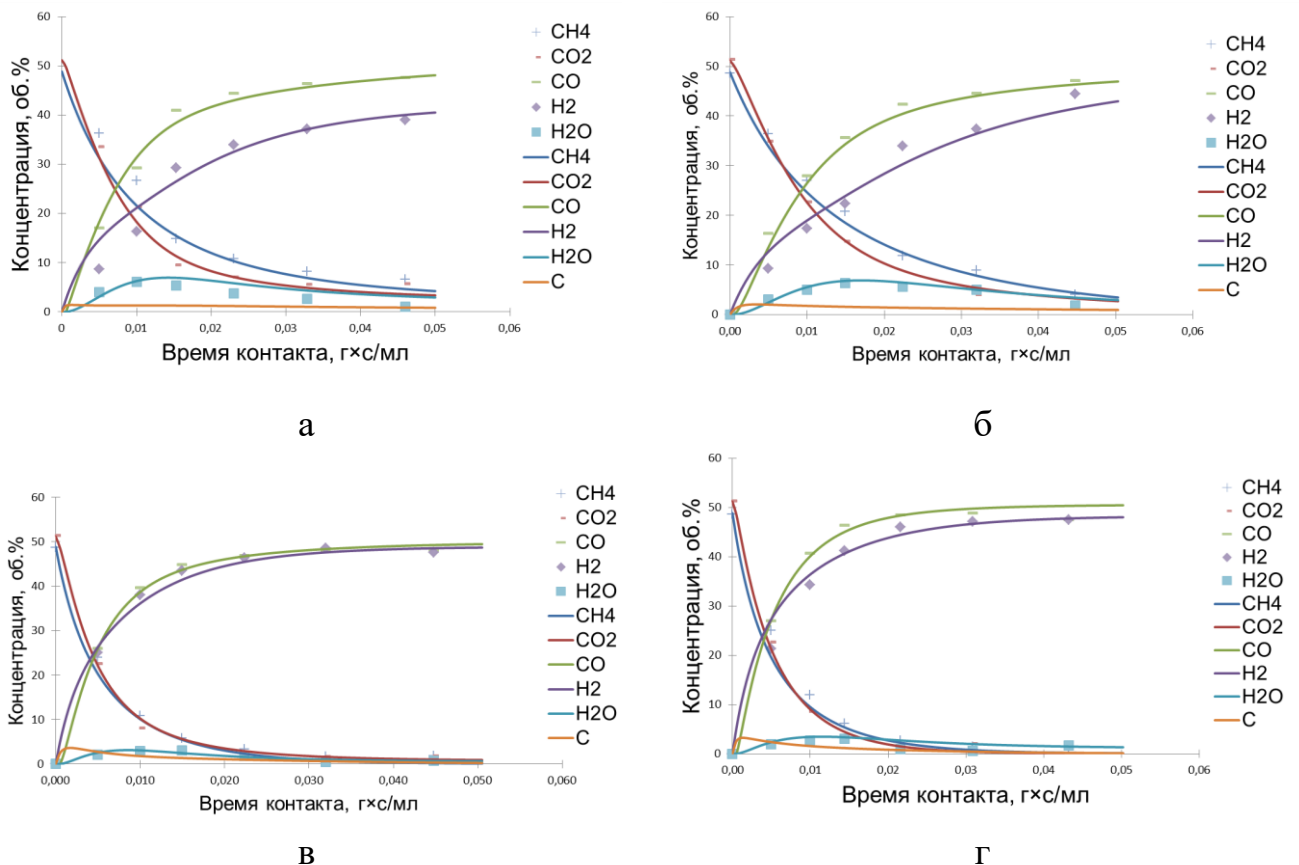 Концентрация, об.%
60
50
40
30
20
10
0
0
0,01
0,02
0,03
0,04
0,05
0,06
Время контакта, г×с/мл
CH4
CO2
CO
H2
H2O
CH4
CO2
CO
H2
H2O
C
а
Концентрация, об.%
60
50
40
30
20
10
0
0,00
0,01
0,02
0,03
0,04
0,05
0,06
Время контакта, г×с/мл
CH4
CO2
CO
H2
H2O
CH4
CO2
CO
H2
H2O
C
б
Концентрация, об.%
60
50
40
30
20
10
0
0,000
0,010
0,020
0,030
0,040
0,050
0,060
Время контакта, г×с/мл
CH4
CO2
CO
H2
H2O
CH4
CO2
CO
H2
H2O
C
в
Концентрация, об.%
60
50
40
30
20
10
0
0,00
0,01
0,02
0,03
0,04
0,05
0,06
Время контакта, г×с/мл
CH4
CO2
CO
H2
H2O
CH4
CO2
CO
H2
H2O
C
г